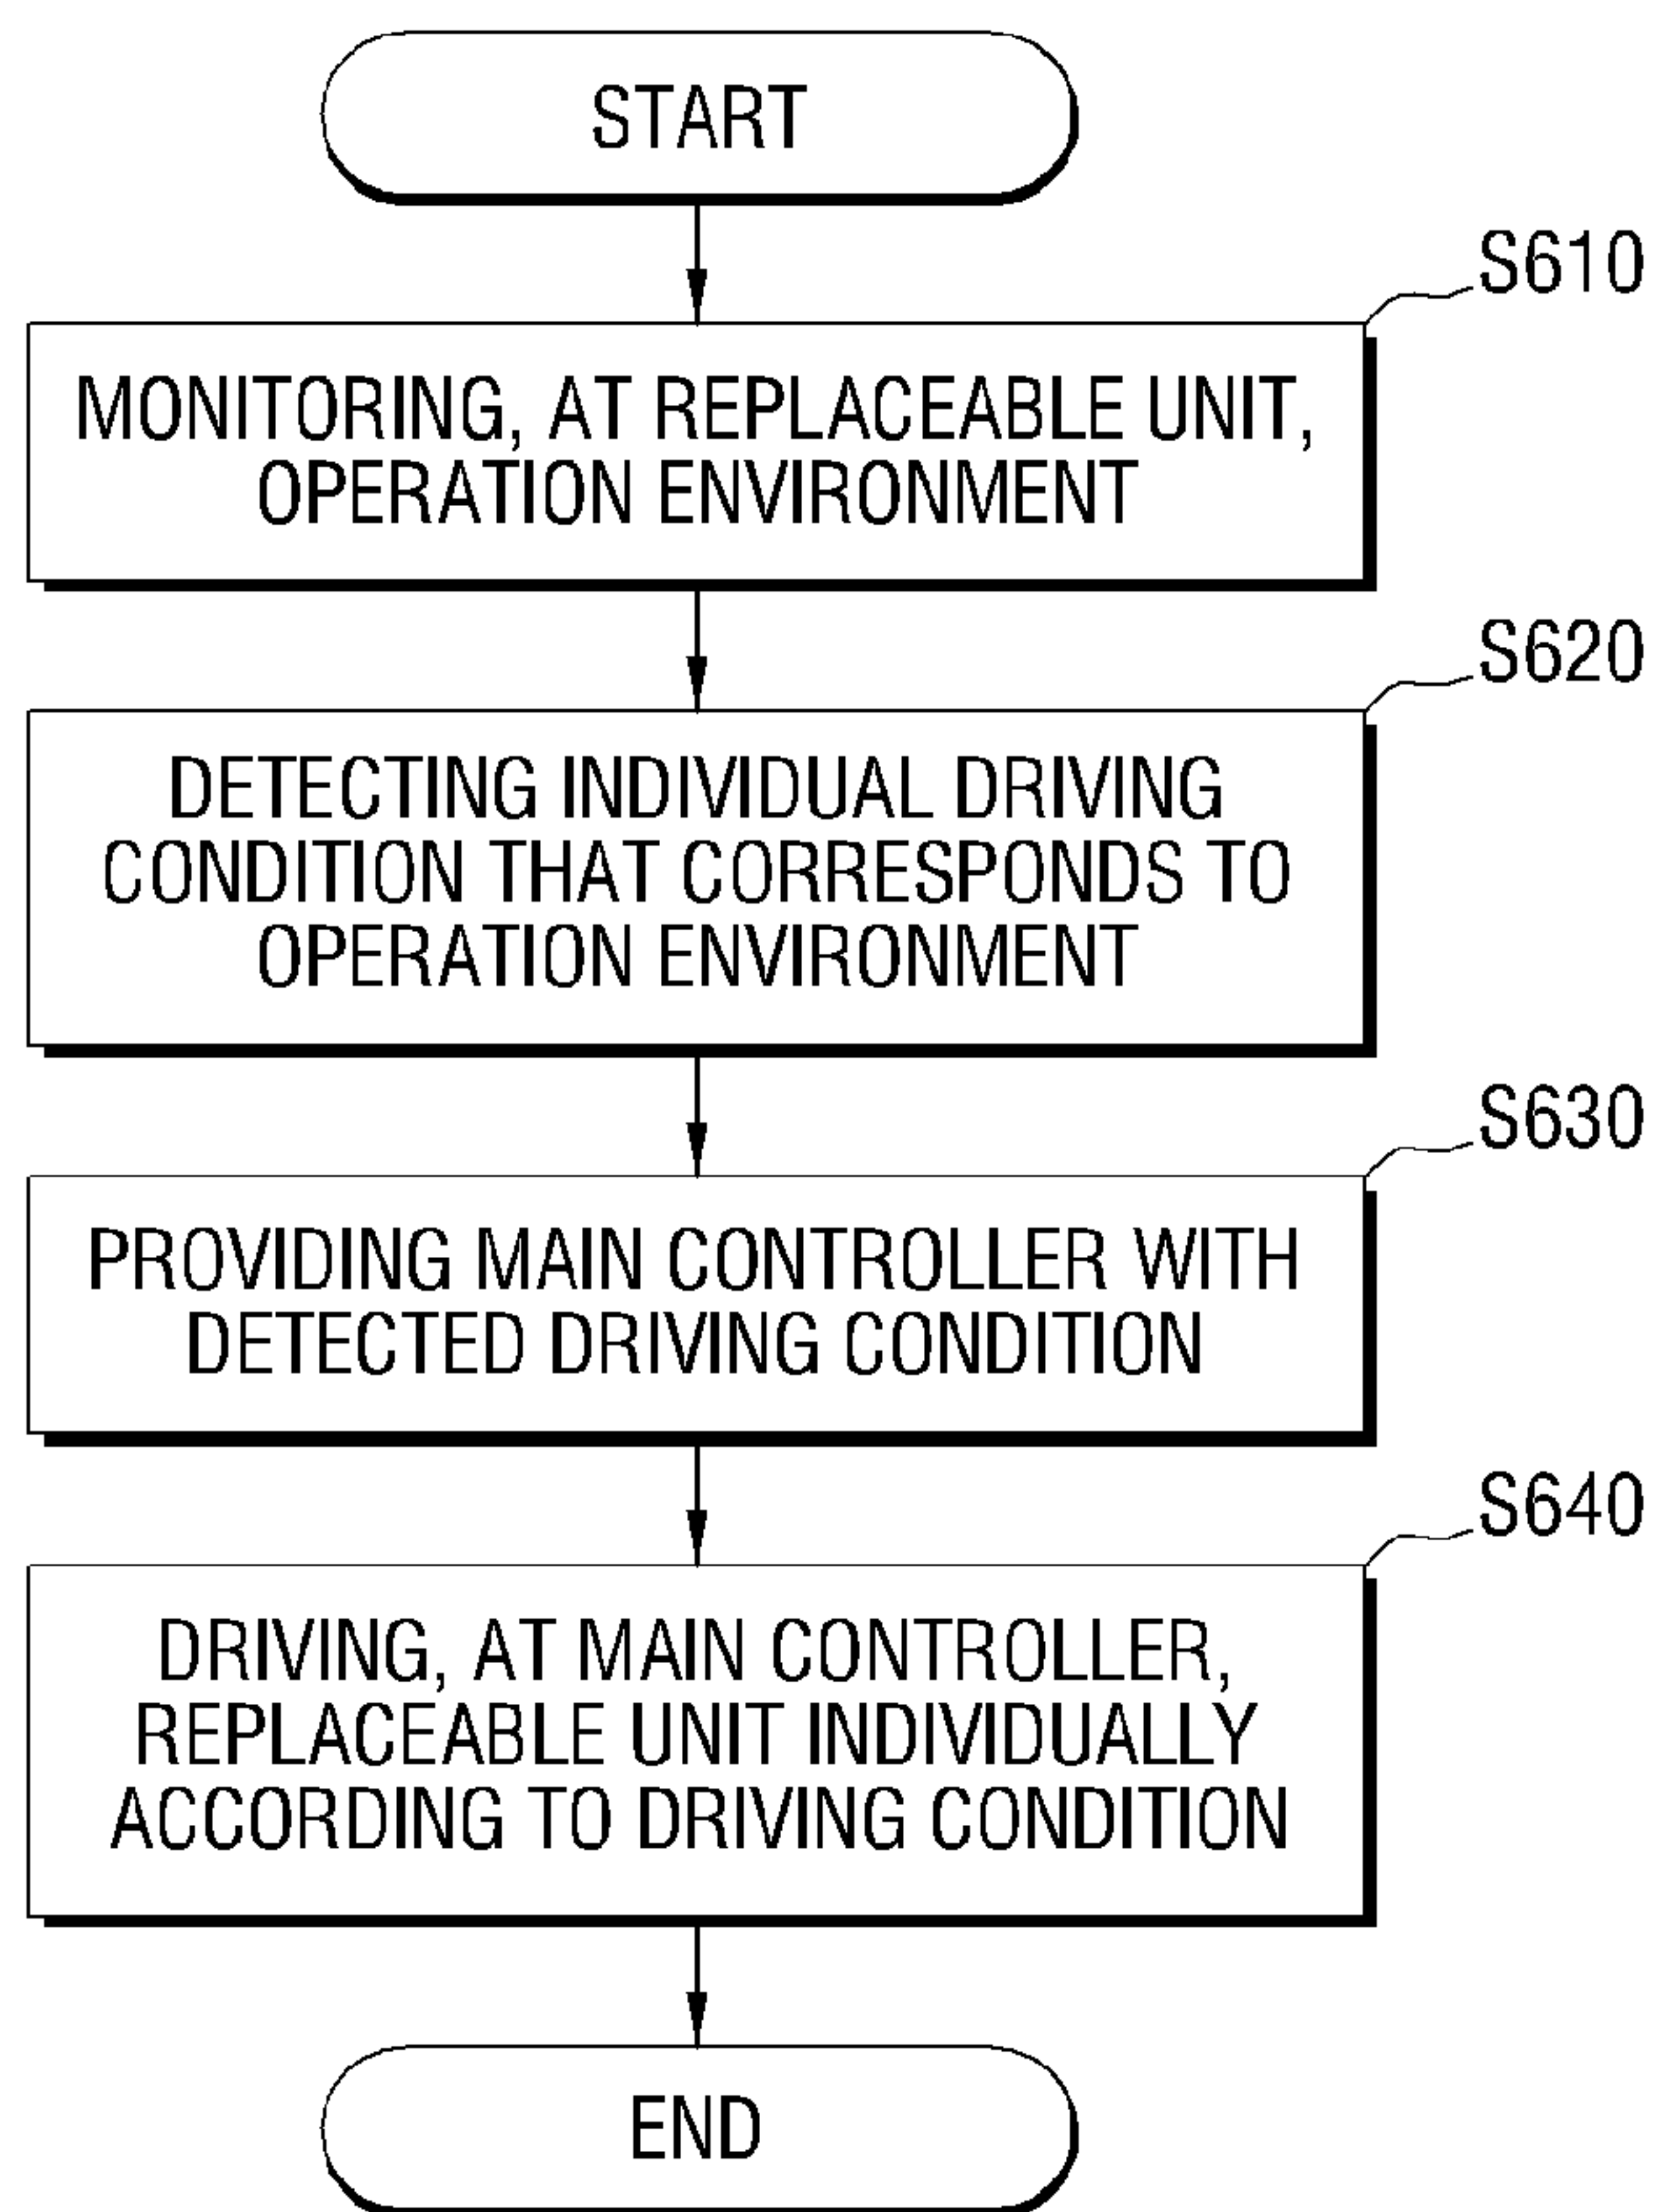 START
S610
MONITORING, AT REPLACEABLE UNIT,
OPERATION ENVIRONMENT
S620
DETECTING INDIVIDUAL DRIVING
CONDITION THAT CORRESPONDS TO
OPERATION ENVIRONMENT
S630
PROVIDING MAIN CONTROLLER WITH
DETECTED DRIVING CONDITION
S640
DRIVING, AT MAIN CONTROLLER,
REPLACEABLE UNIT INDIVIDUALLY
ACCORDING TO DRIVING CONDITION
END